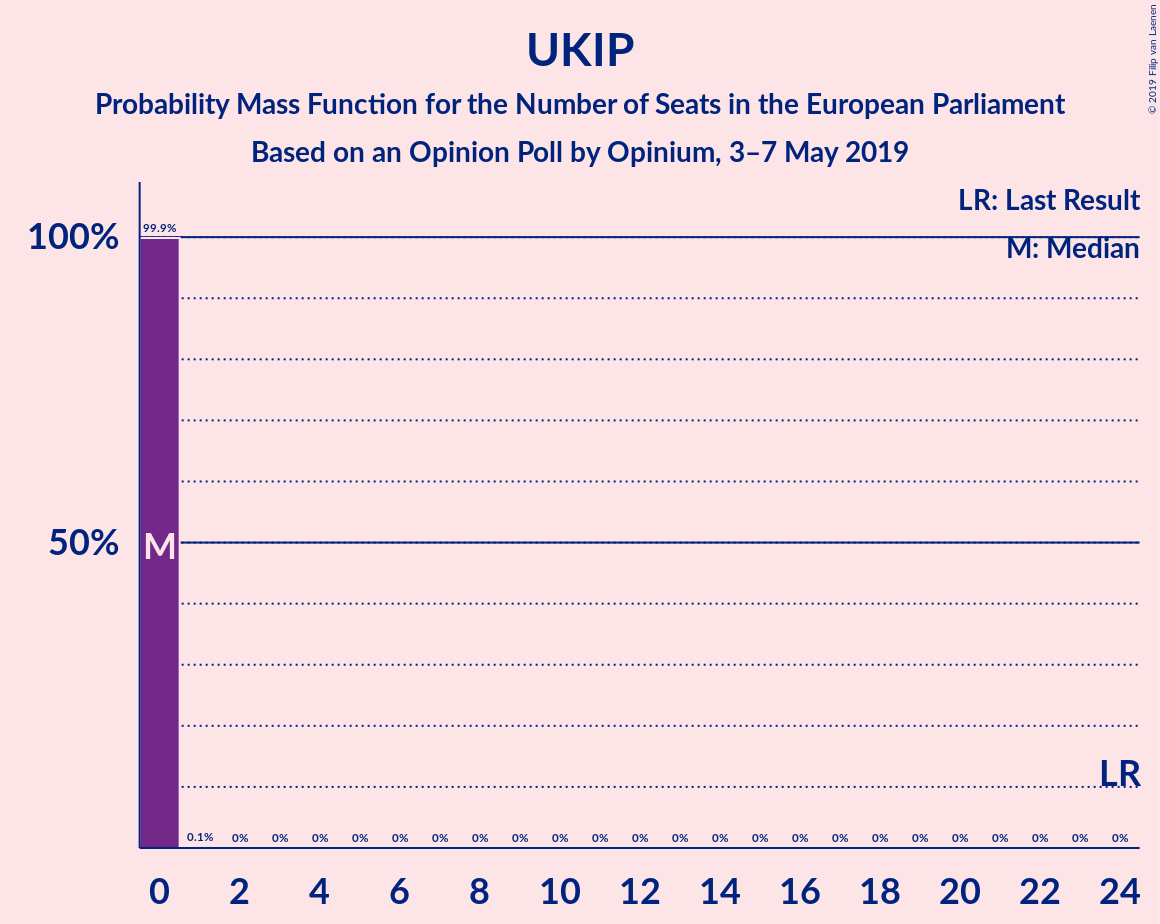 UKIP
Probability Mass Function for the Number of Seats in the European Parliament
Based on an Opinion Poll by Opinium, 3–7 May 2019
© 2019 Filip van Laenen
LR: Last Result
M: Median
100%
50%
99.9%
M
LR
0.1% 0% 0% 0% 0% 0% 0% 0% 0% 0% 0% 0% 0% 0% 0% 0% 0% 0% 0% 0% 0% 0% 0% 0%
0 2 4 6 8 10 12 14 16 18 20 22 24